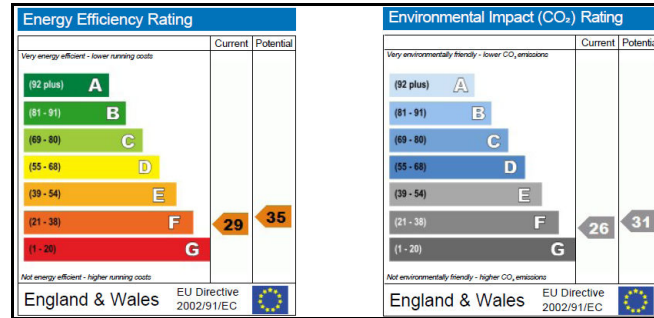 Energy Efficiency Rating
Current Potential
Very energy efficient - lower running costs
(92 plus) A
(81 - 91) B
(69 - 80) C
(55 - 68) D
(39 - 54) E
(21 - 38) F 29 35
(1 - 20) G
Not energy efficient - higher running costs
England & Wales
EU Directive
2002/91/EC
Environmental Impact (CO₂) Rating
Current Potentia
Very environmentally friendly - lower CO₂ emissions
(92 plus) A
(81 - 91) B
(69 - 80) C
(55 - 68) D
(39 - 54) E
(21 - 38) F 26 31
(1 - 20) G
Not environmentally friendly - higher CO₂ emissions
England & Wales
EU Directive
2002/91/EC